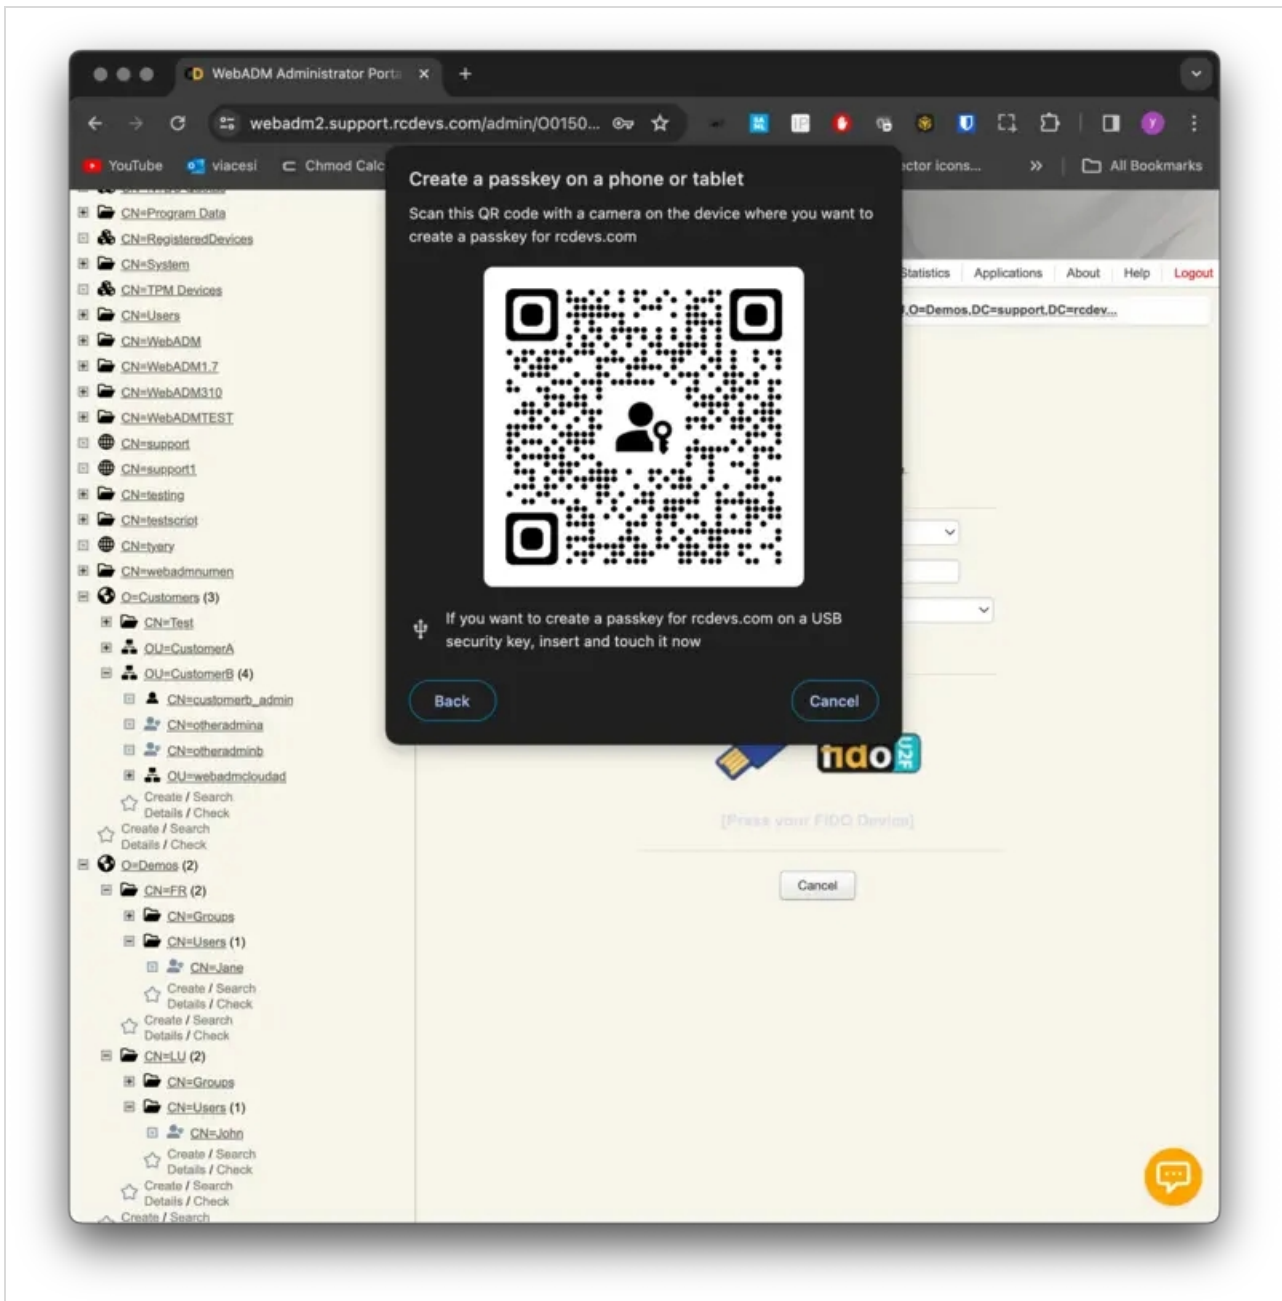 WebADM Administrator Porta
webadm2.support.rcdevs.com/admin/O0150...
YouTube
viacesi
Chmod Calc
ector icons...
All Bookmarks
CN=Program Data
CN=RegisteredDevices
CN=System
CN=TPM Devices
CN=Users
CN=WebADM
CN=WebADM1.7
CN=WebADM310
CN=WebADMTEST
CN=support
CN=support1
CN=testing
CN=testscript
CN=tyery
CN=webadmnumen
O=Customers (3)
CN=Test
OU=CustomerA
OU=CustomerB (4)
CN=customerb_admin
CN=otheradmina
CN=otheradminb
OU=webadmcloudad
Create / Search
Details / Check
Create / Search
Details / Check
O=Demos (2)
CN=FR (2)
CN=Groups
CN=Users (1)
CN=Jane
Create / Search
Details / Check
Create / Search
Details / Check
CN=LU (2)
CN=Groups
CN=Users (1)
CN=John
Create / Search
Details / Check
Create / Search
Details / Check
Create / Search
Create a passkey on a phone or tablet
Scan this QR code with a camera on the device where you want to
create a passkey for rcdevs.com
If you want to create a passkey for rcdevs.com on a USB
security key, insert and touch it now
Back
Cancel
Statistics
Applications
About
Help
Logout
,O=Demos,DC=support,DC=rcdev...
fido
U2F
[Press your FIDO Device]
Cancel